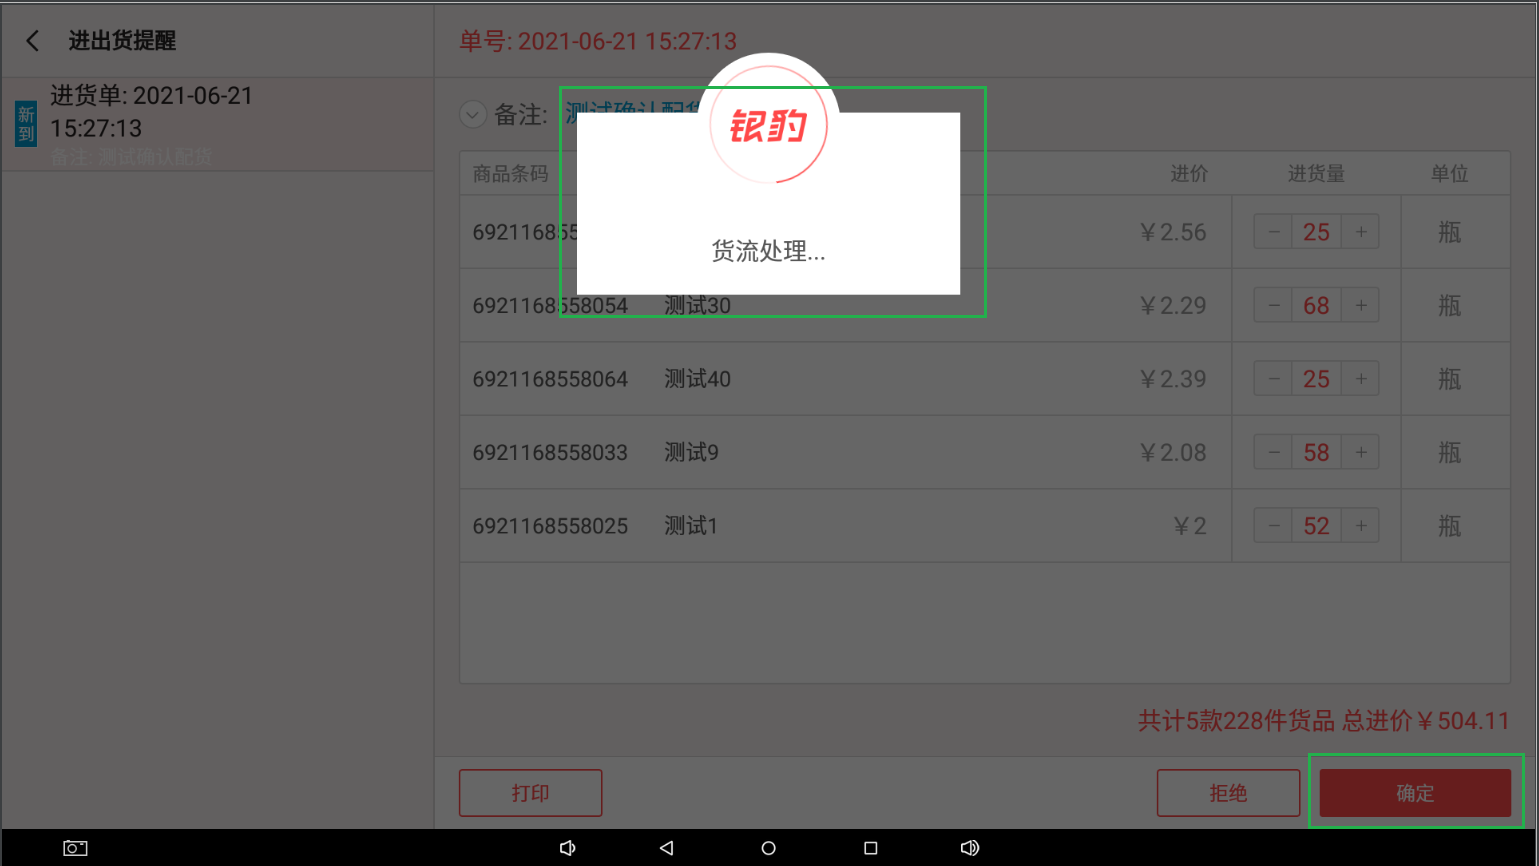 进出货提醒
单号: 2021-06-21 15:27:13
新到
进货单: 2021-06-21
15:27:13
备注: 测试确认配货
备注: 测试确认配货
银豹
货流处理...
商品条码 进价 进货量 单位
692116855 ￥2.56 － 25 + 瓶
6921168558054 测试30 ￥2.29 － 68 + 瓶
6921168558064 测试40 ￥2.39 － 25 + 瓶
6921168558033 测试9 ￥2.08 － 58 + 瓶
6921168558025 测试1 ￥2 － 52 + 瓶
共计5款228件货品 总进价￥504.11
打印 拒绝 确定